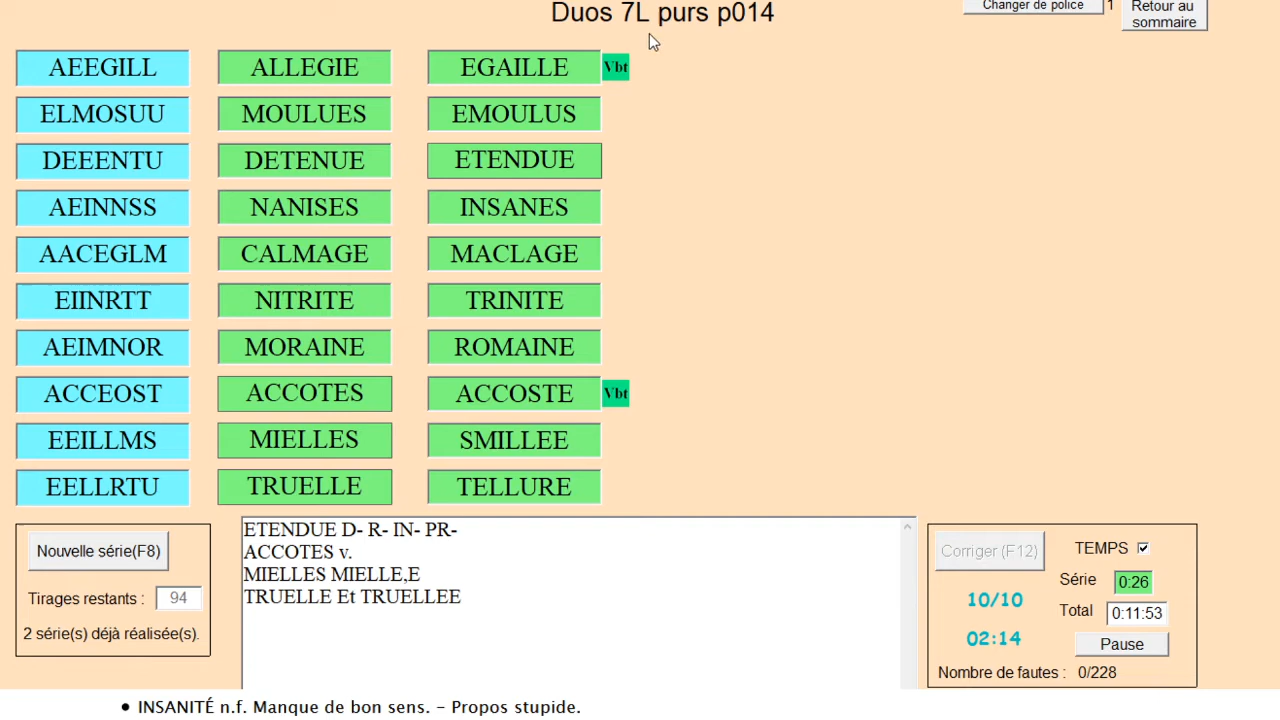 Duos 7L purs p014
Changer de police
1
Retour au
sommaire
AEEGILL ALLEGIE EGAILLE Vbt
ELMOSUU MOULUES EMOULUS
DEEENTU DETENUE ETENDUE
AEINNSS NANISES INSANES
AACEGLM CALMAGE MACLAGE
EIINRTT NITRITE TRINITE
AEIMNOR MORAINE ROMAINE
ACCEOST ACCOTES ACCOSTE Vbt
EEILLMS MIELLES SMILLEE
EELLRTU TRUELLE TELLURE
Nouvelle série(F8)
Tirages restants : 94
2 série(s) déjà réalisée(s).
ETENDUE D- R- IN- PR-
ACCOTES v.
MIELLES MIELLE,E
TRUELLE Et TRUELLEE
Corriger (F12)
TEMPS
Série 0:26
10/10
Total 0:11:53
02:14
Pause
Nombre de fautes : 0/228
• INSANITÉ n.f. Manque de bon sens. – Propos stupide.